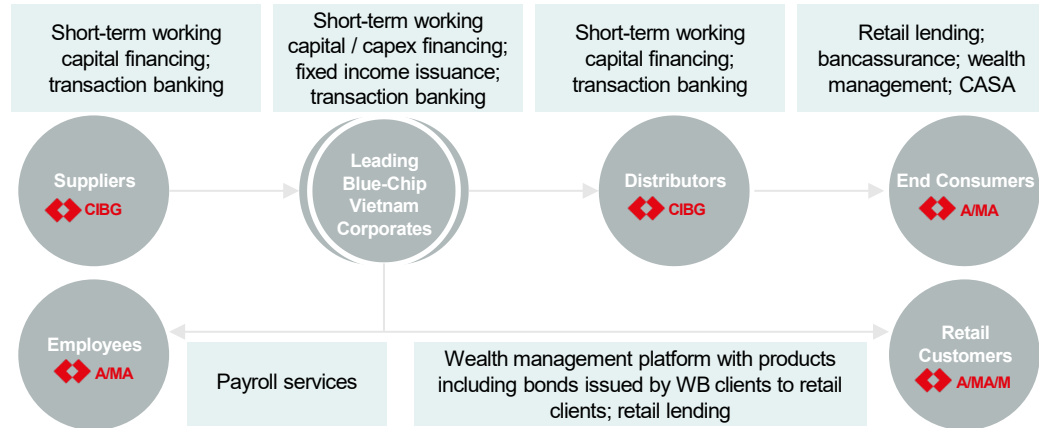 Short-term working
capital financing;
transaction banking
Short-term working
capital / capex financing;
fixed income issuance;
transaction banking
Short-term working
capital financing;
transaction banking
Retail lending;
bancassurance; wealth
management; CASA
Suppliers
CIBG
Leading
Blue-Chip
Vietnam
Corporates
Distributors
CIBG
End Consumers
A/MA
Employees
A/MA
Payroll services
Wealth management platform with products
including bonds issued by WB clients to retail
clients; retail lending
Retail
Customers
A/MA/M